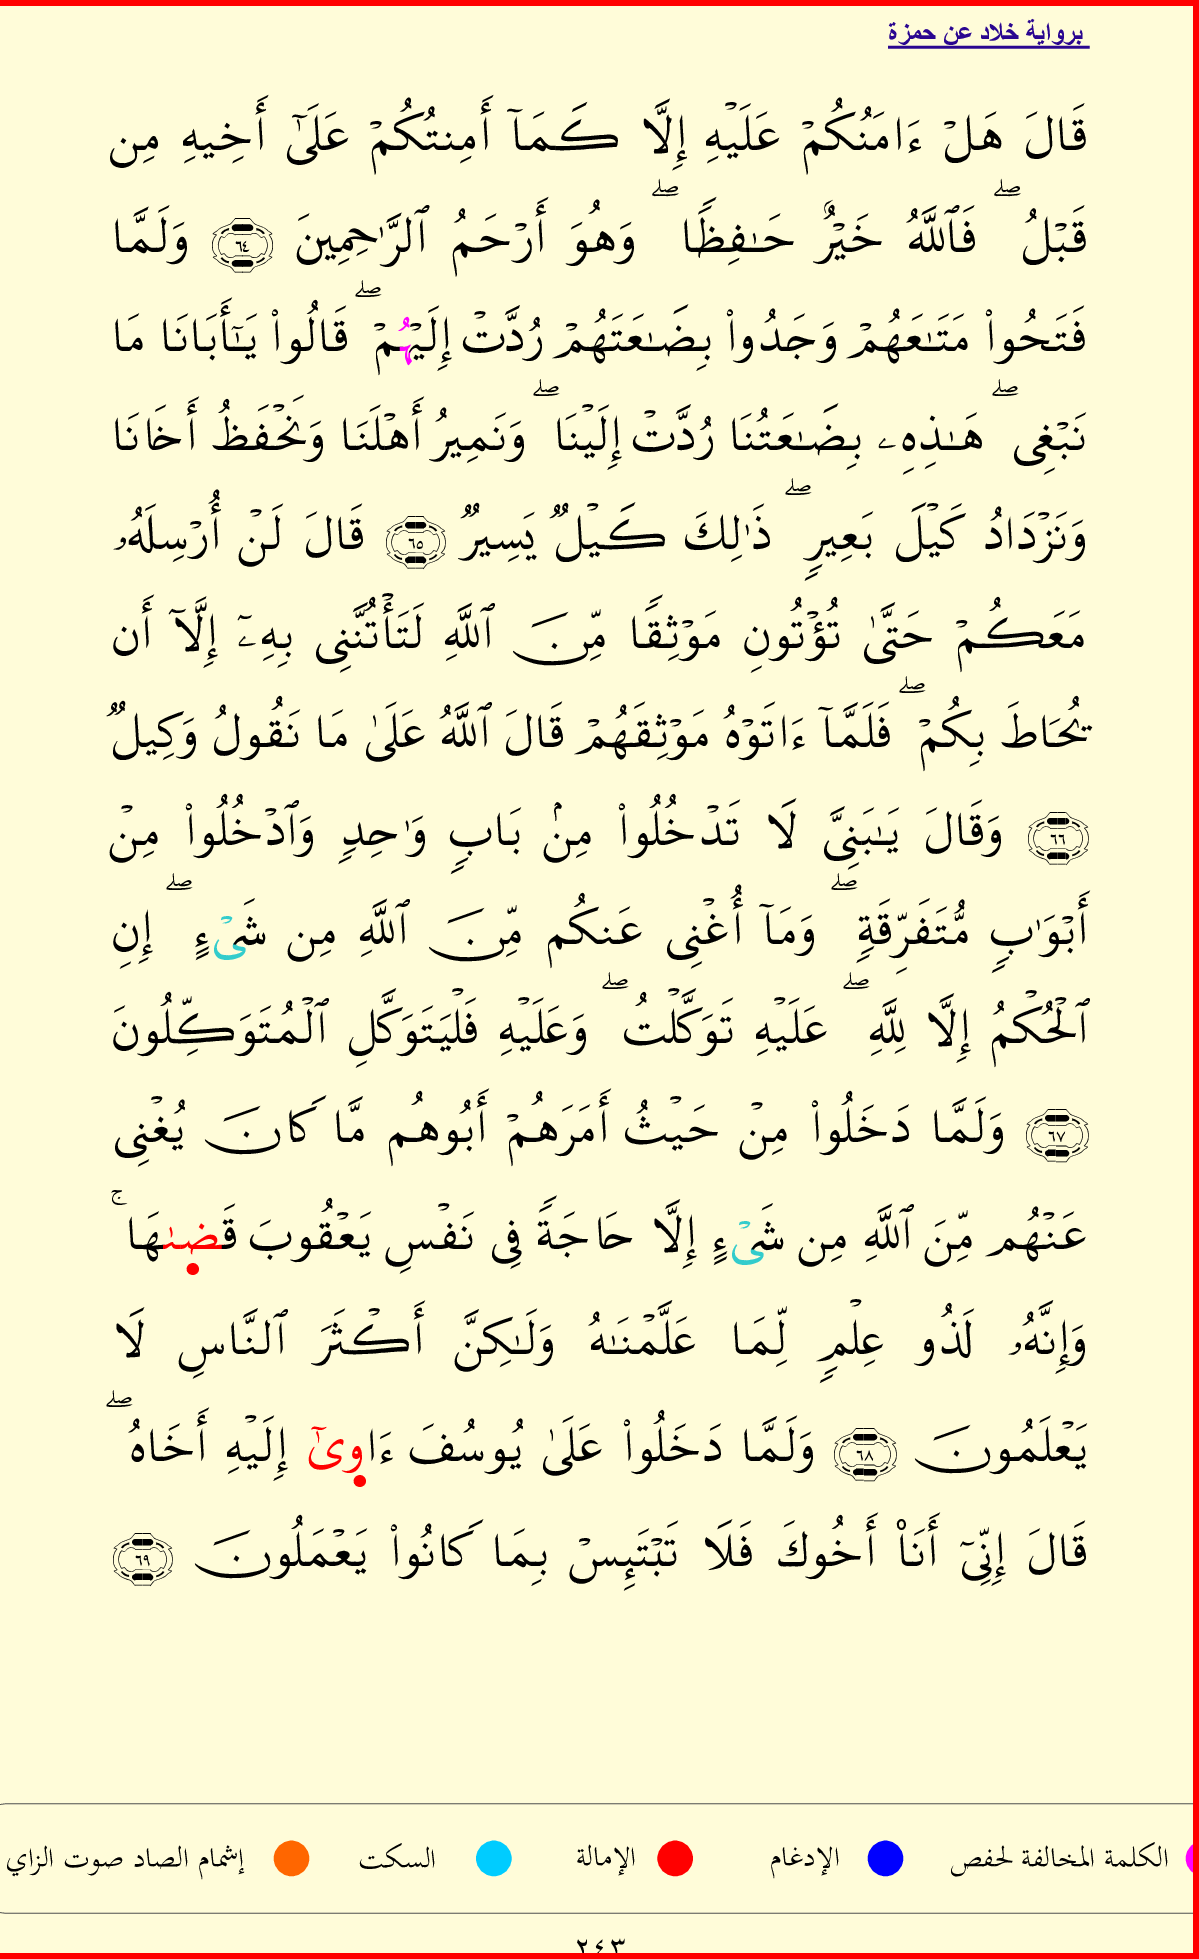 برواية خلاد عن حمزة
قَالَ هَلۡ ءَامَنُكُمۡ عَلَيۡهِ إِلَّا كَمَآ أَمِنتُكُمۡ عَلَىٰٓ أَخِيهِ مِن
قَبۡلُۖ فَٱللَّهُ خَيۡرٌ حَـٰفِظًاۖ وَهُوَ أَرۡحَمُ ٱلرَّٰحِمِينَ ٦٤ وَلَمَّا
فَتَحُواْ مَتَـٰعَهُمۡ وَجَدُواْ بِضَـٰعَتَهُمۡ رُدَّتۡ إِلَيۡهُمۡۖ قَالُواْ يَـٰٓأَبَانَا مَا
نَبۡغِىۖ هَـٰذِهِۦ بِضَـٰعَتُنَا رُدَّتۡ إِلَيۡنَاۖ وَنَمِيرُ أَهۡلَنَا وَنَحۡفَظُ أَخَانَا
وَنَزۡدَادُ كَيۡلَ بَعِيرٍۖ ذَٰلِكَ كَيۡلٌ يَسِيرٌ ٦٥ قَالَ لَنۡ أُرۡسِلَهُۥ
مَعَكُمۡ حَتَّىٰ تُؤۡتُونِ مَوۡثِقًا مِّنَ ٱللَّهِ لَتَأۡتُنَّنِى بِهِۦٓ إِلَّآ أَن
يُحَاطَ بِكُمۡۖ فَلَمَّآ ءَاتَوۡهُ مَوۡثِقَهُمۡ قَالَ ٱللَّهُ عَلَىٰ مَا نَقُولُ وَكِيلٌ
٦٦ وَقَالَ يَـٰبَنِىَّ لَا تَدۡخُلُواْ مِنۢ بَابٍ وَٰحِدٍ وَٱدۡخُلُواْ مِنۡ
أَبۡوَٰبٍ مُّتَفَرِّقَةٍۖ وَمَآ أُغۡنِى عَنكُم مِّنَ ٱللَّهِ مِن شَىۡءٍۖ إِنِ
ٱلۡحُكۡمُ إِلَّا لِلَّهِۖ عَلَيۡهِ تَوَكَّلۡتُۖ وَعَلَيۡهِ فَلۡيَتَوَكَّلِ ٱلۡمُتَوَكِّلُونَ
٦٧ وَلَمَّا دَخَلُواْ مِنۡ حَيۡثُ أَمَرَهُمۡ أَبُوهُم مَّا كَانَ يُغۡنِى
عَنۡهُم مِّنَ ٱللَّهِ مِن شَىۡءٍ إِلَّا حَاجَةً فِى نَفۡسِ يَعۡقُوبَ قَضىٰهَاۚ
وَإِنَّهُۥ لَذُو عِلۡمٍ لِّمَا عَلَّمۡنَـٰهُ وَلَـٰكِنَّ أَكۡثَرَ ٱلنَّاسِ لَا
يَعۡلَمُونَ ٦٨ وَلَمَّا دَخَلُواْ عَلَىٰ يُوسُفَ ءَاوىٰٓ إِلَيۡهِ أَخَاهُۖ
قَالَ إِنِّىٓ أَنَا۠ أَخُوكَ فَلَا تَبۡتَئِسۡ بِمَا كَانُواْ يَعۡمَلُونَ ٦٩
الكلمة المخالفة لحفص الإدغام الإمالة السكت إشمام الصاد صوت الزاي
٢٤٣